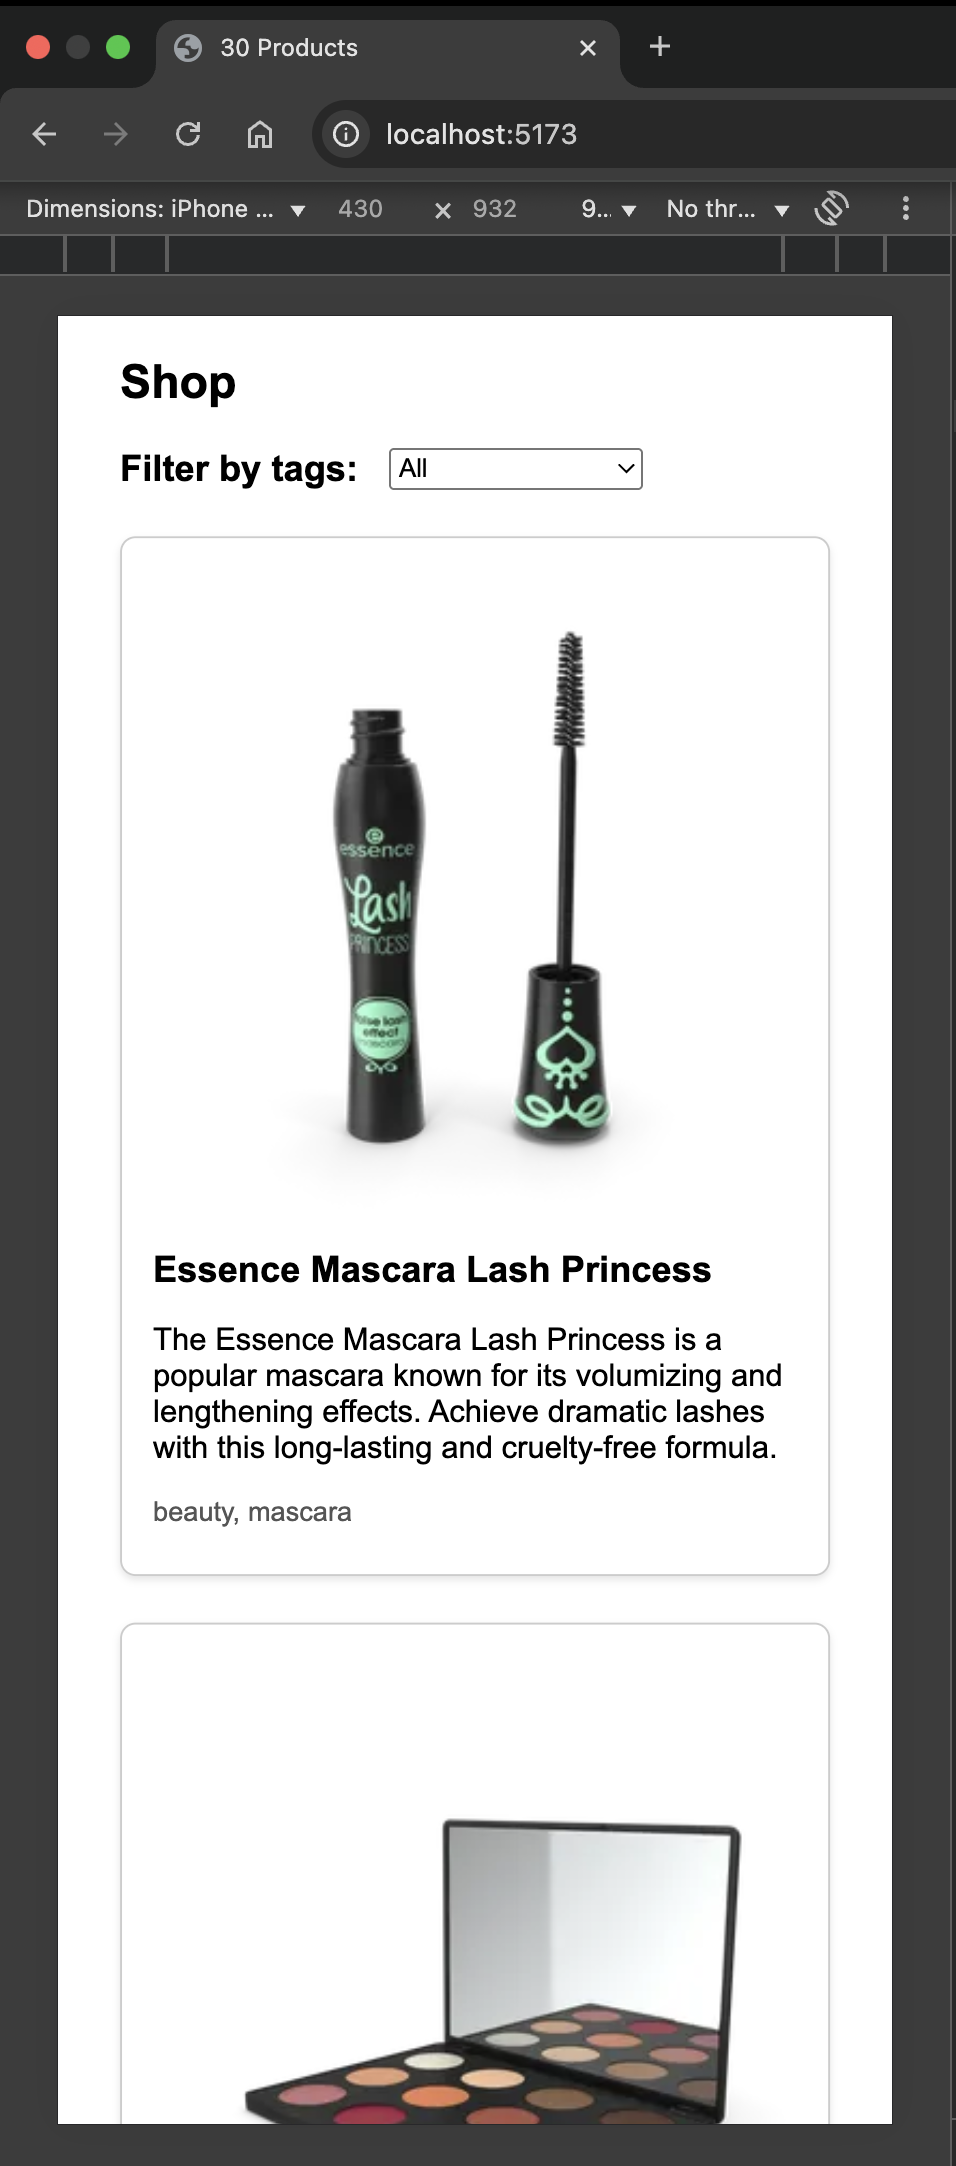 30 Products
localhost:5173
Dimensions: iPhone ... 430 × 932 9... No thr...
Shop
Filter by tags: All
essence
Lash
PRINCESS
false lash
effect
mascara
Essence Mascara Lash Princess
The Essence Mascara Lash Princess is a
popular mascara known for its volumizing and
lengthening effects. Achieve dramatic lashes
with this long-lasting and cruelty-free formula.
beauty, mascara